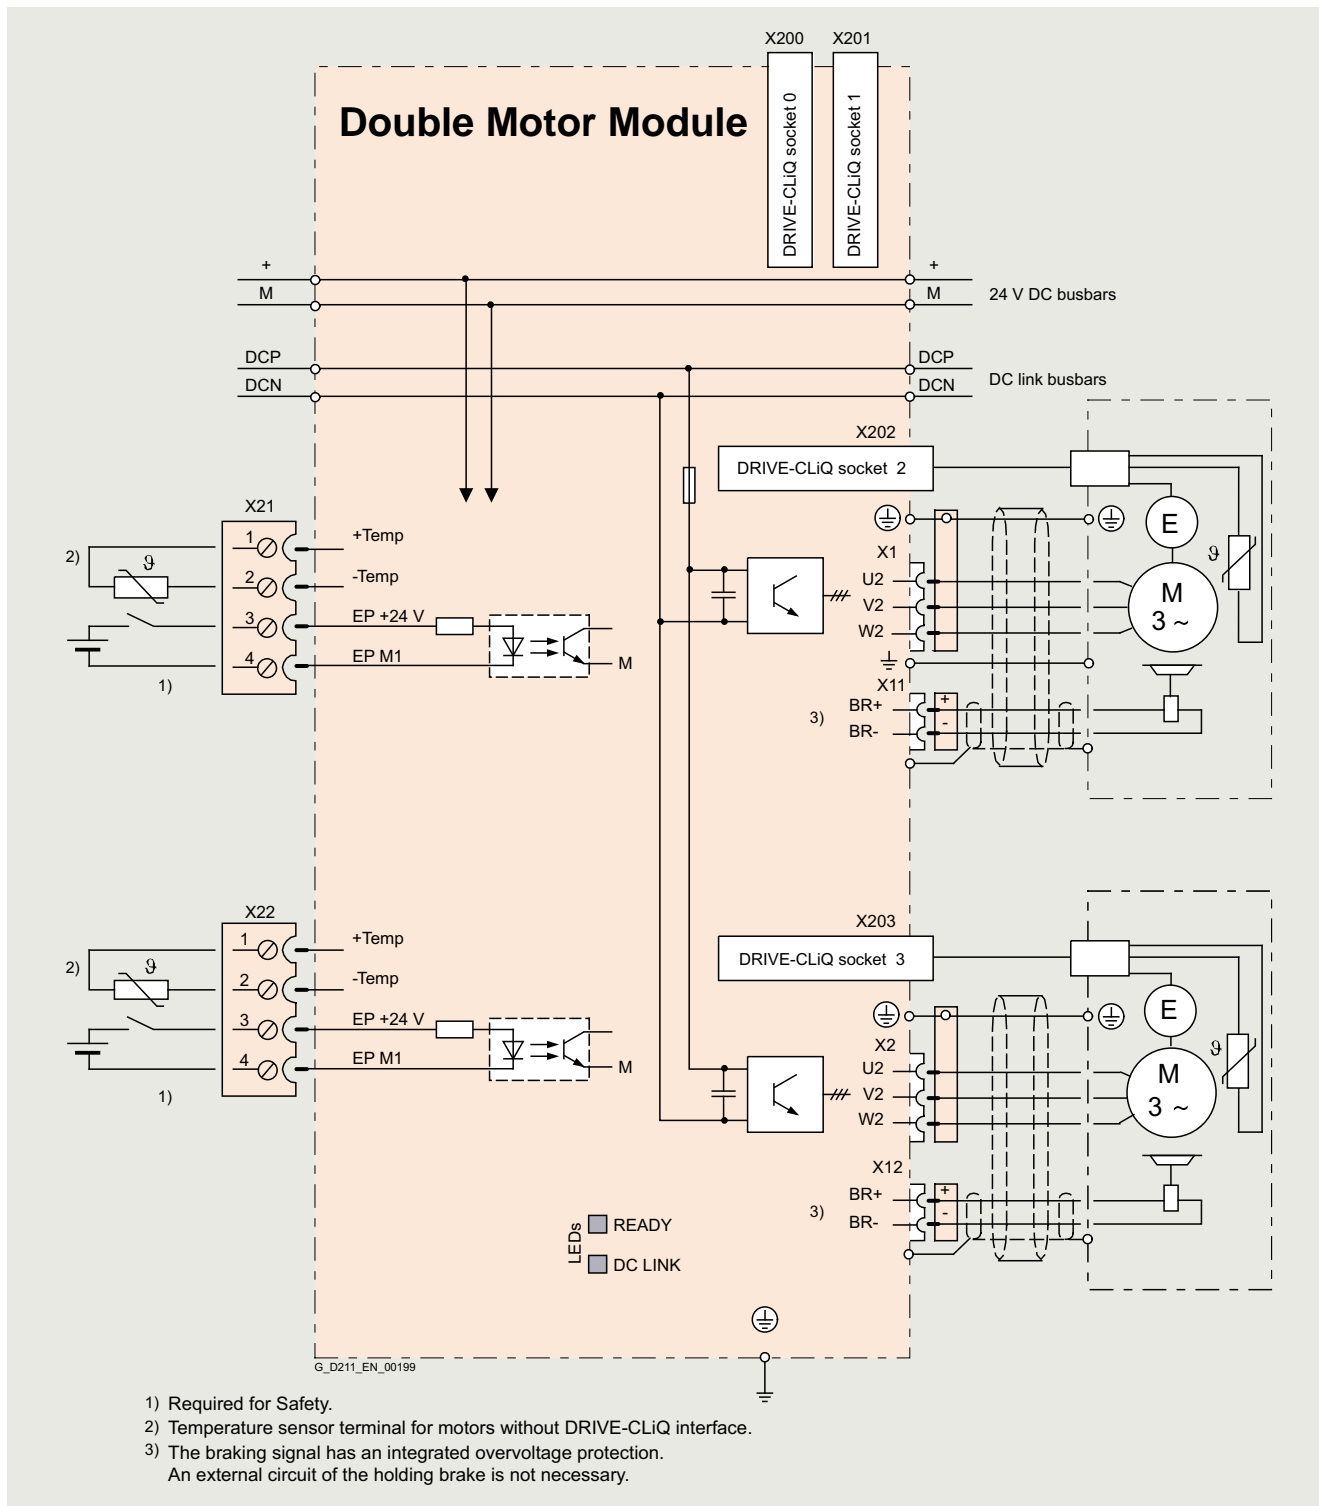 X200 X201
DRIVE-CLiQ socket 0
DRIVE-CLiQ socket 1
Double Motor Module
+ +
M M
24 V DC busbars
DCP DCP
DCN DCN
DC link busbars
X202
DRIVE-CLiQ socket 2
X21
1 +Temp
2) ϑ
2 -Temp
3 EP +24 V
4 EP M1
M
1)
X1
U2
V2
W2
E
ϑ
M
3 ~
X11
3) BR+ +
BR- -
X22
1 +Temp
2) ϑ
2 -Temp
3 EP +24 V
4 EP M1
M
1)
X203
DRIVE-CLiQ socket 3
X2
U2
V2
W2
E
ϑ
M
3 ~
X12
3) BR+ +
BR- -
LEDs
READY
DC LINK
G_D211_EN_00199
1) Required for Safety.
2) Temperature sensor terminal for motors without DRIVE-CLiQ interface.
3) The braking signal has an integrated overvoltage protection.
An external circuit of the holding brake is not necessary.